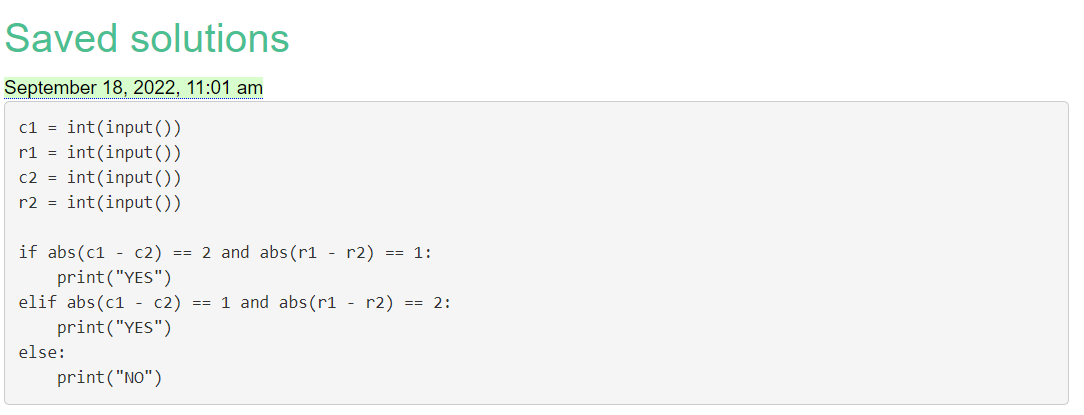 Saved solutions
September 18, 2022, 11:01 am
c1 = int(input())
r1 = int(input())
c2 = int(input())
r2 = int(input())

if abs(c1 - c2) == 2 and abs(r1 - r2) == 1:
    print("YES")
elif abs(c1 - c2) == 1 and abs(r1 - r2) == 2:
    print("YES")
else:
    print("NO")